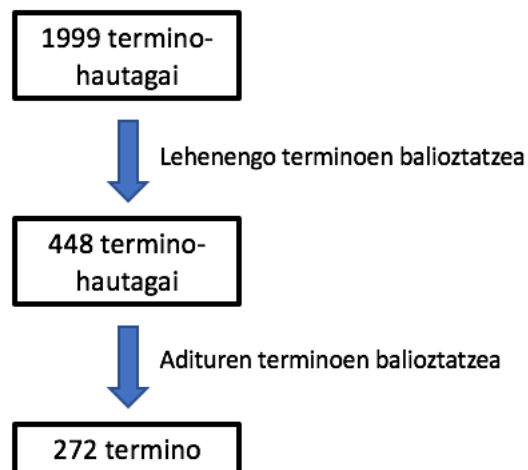 1999 termino-
hautagai
Lehenengo terminoen balioztatzea
448 termino-
hautagai
Adituren terminoen balioztatzea
272 termino